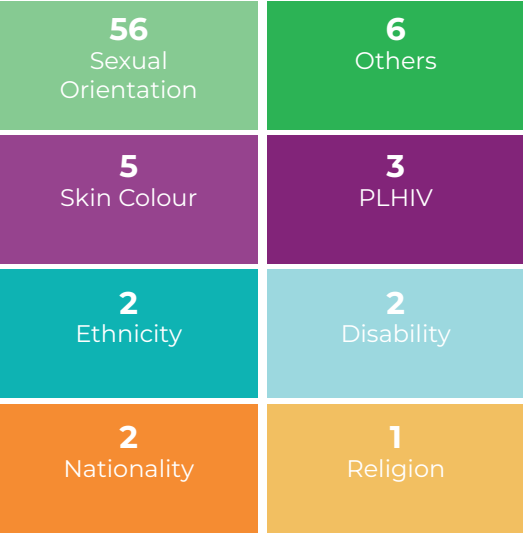 56
Sexual
Orientation
6
Others
5
Skin Colour
3
PLHIV
2
Ethnicity
2
Disability
2
Nationality
1
Religion